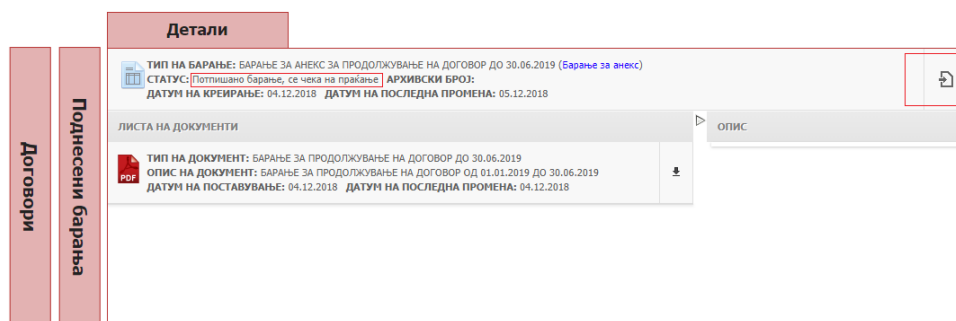 Детали
Договори
Поднесени барања
ТИП НА БАРАЊЕ: БАРАЊЕ ЗА АНЕКС ЗА ПРОДОЛЖУВАЊЕ НА ДОГОВОР ДО 30.06.2019 (Барање за анекс)
СТАТУС: Потпишано барање, се чека на праќање АРХИВСКИ БРОЈ:
ДАТУМ НА КРЕИРАЊЕ: 04.12.2018 ДАТУМ НА ПОСЛЕДНА ПРОМЕНА: 05.12.2018
ЛИСТА НА ДОКУМЕНТИ
ОПИС
PDF
ТИП НА ДОКУМЕНТ: БАРАЊЕ ЗА ПРОДОЛЖУВАЊЕ НА ДОГОВОР ДО 30.06.2019
ОПИС НА ДОКУМЕНТ: БАРАЊЕ ЗА ПРОДОЛЖУВАЊЕ НА ДОГОВОР ОД 01.01.2019 ДО 30.06.2019
ДАТУМ НА ПОСТАВУВАЊЕ: 04.12.2018 ДАТУМ НА ПОСЛЕДНА ПРОМЕНА: 04.12.2018